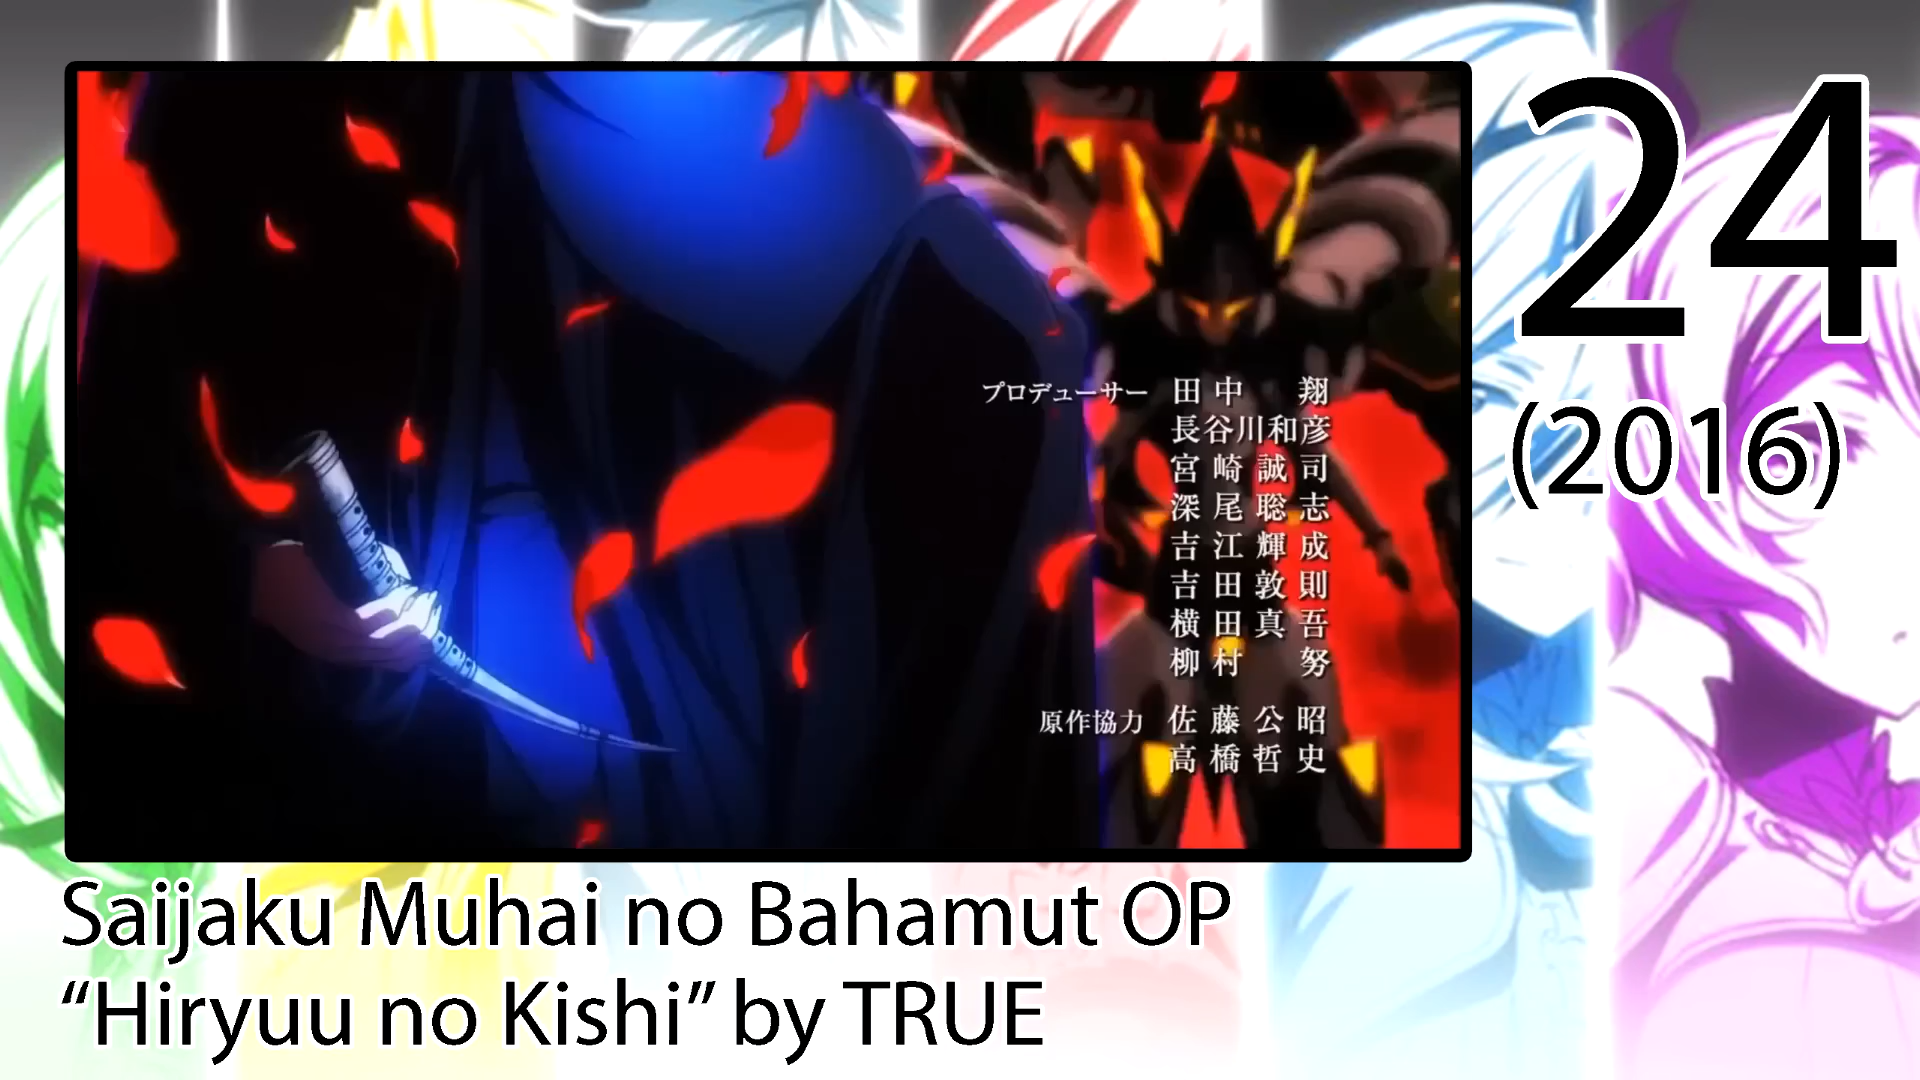 24
(2016)
プロデューサー 田中 翔
長谷川和彦
宮崎誠司
深尾聡志
吉江輝成
吉田敦則
横田真吾
柳村 努
原作協力 佐藤公昭
高橋哲史
Saijaku Muhai no Bahamut OP
“Hiryuu no Kishi” by TRUE